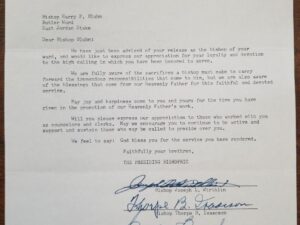 Bishop Harry P. Bluhm
Butler Ward
East Jordan Stake
Dear Bishop Bluhm:
We have just been advised of your release as the Bishop of your
ward, and would like to express our appreciation for your loyalty and devotion
to the high calling in which you have been honored to serve.
We are fully aware of the sacrifices a Bishop must make to carry
forward the tremendous responsibilities that come to him, but we are also aware
of the blessings that come from our Heavenly Father for this faithful and devoted
service.
May joy and happiness come to you and yours for the time you have
given in the promotion of our Heavenly Father's work.
Will you please express our appreciation to those who worked with you
as counselors and clerks. May we encourage you to continue to be active and
support and sustain those who may be called to preside over you.
We feel to say: God bless you for the service you have rendered.
Faithfully your brethren,
THE PRESIDING BISHOPRIC
Bishop Joseph L. Wirthlin
Thorpe B. Isaacson
Bishop Thorpe B. Isaacson